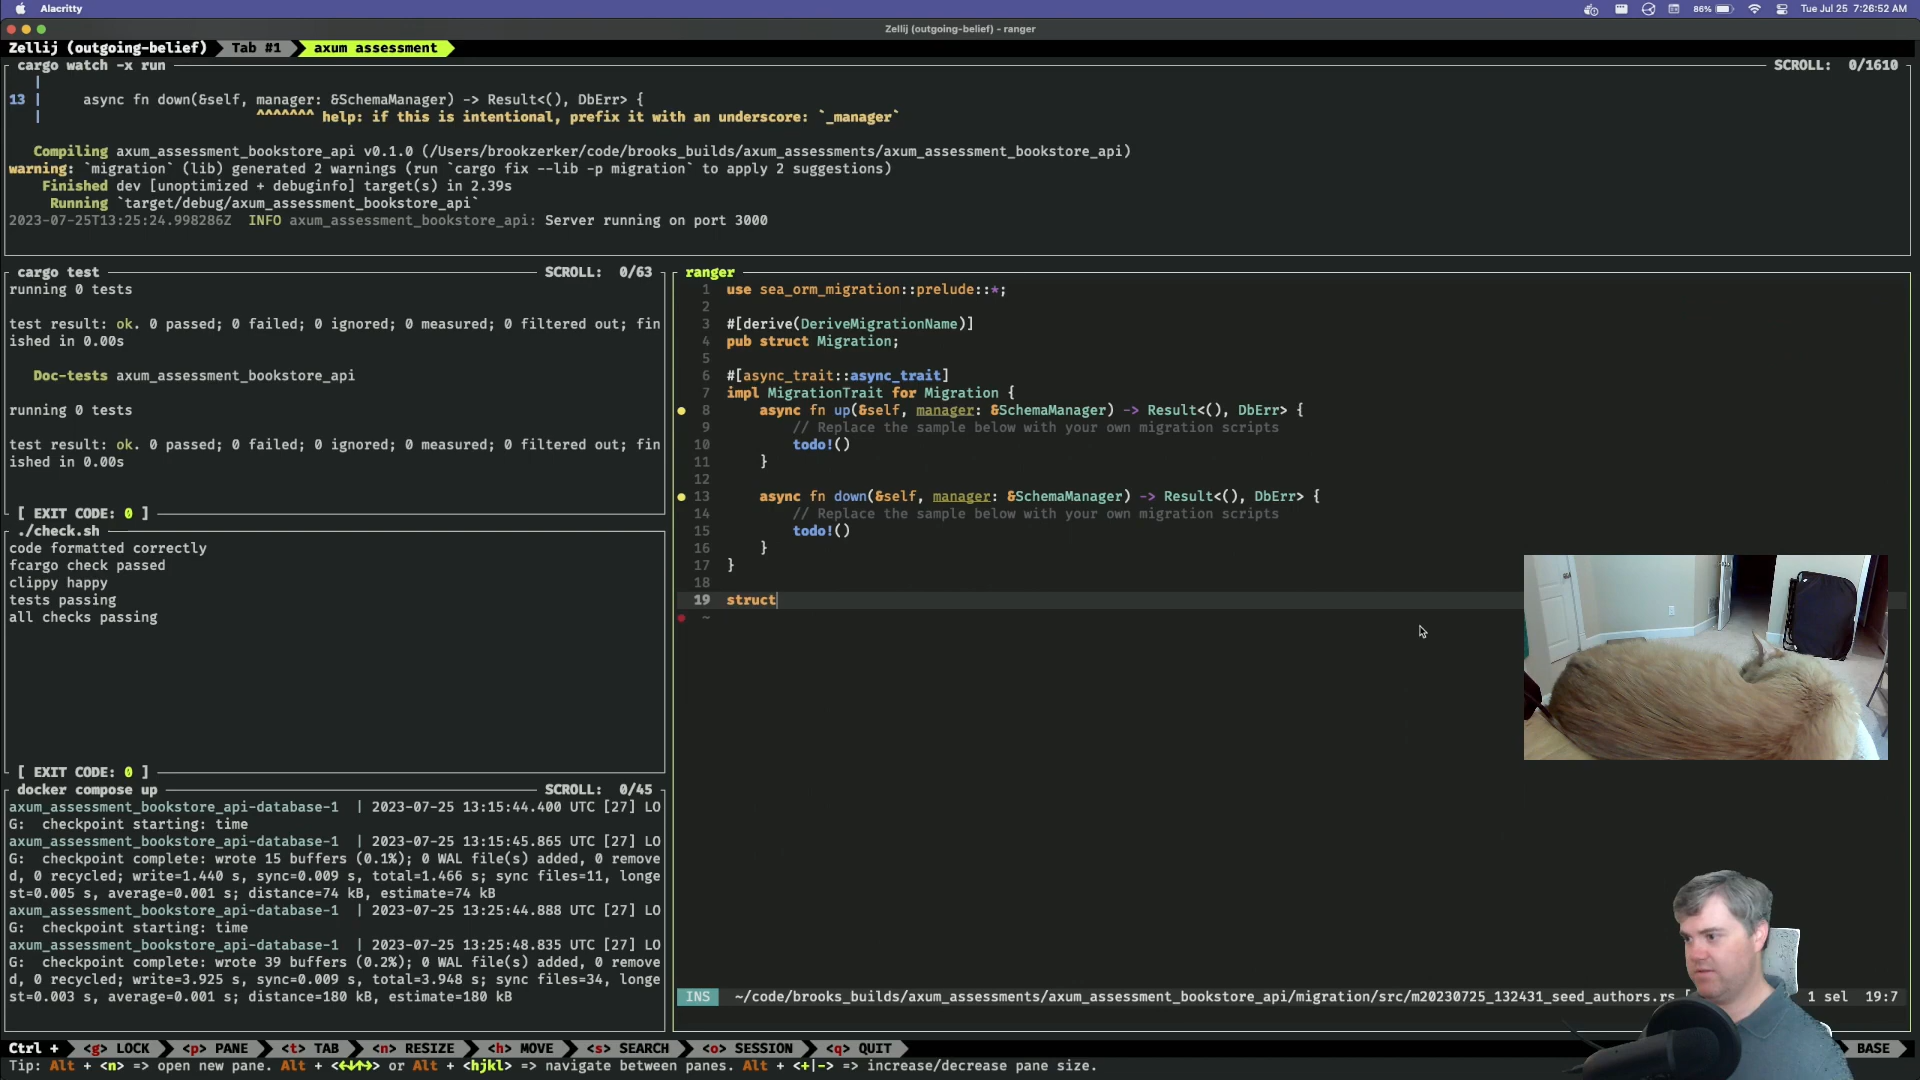 Alacritty
86%
Tue Jul 25 7:26:52 AM
Zellij (outgoing-belief) - ranger
Zellij (outgoing-belief) Tab #1 axum assessment
cargo watch -x run SCROLL: 0/1610
|
13 | async fn down(&self, manager: &SchemaManager) -> Result<(), DbErr> {
| ^^^^^^^ help: if this is intentional, prefix it with an underscore: `_manager`
Compiling axum_assessment_bookstore_api v0.1.0 (/Users/brookzerker/code/brooks_builds/axum_assessments/axum_assessment_bookstore_api)
warning: `migration` (lib) generated 2 warnings (run `cargo fix --lib -p migration` to apply 2 suggestions)
Finished dev [unoptimized + debuginfo] target(s) in 2.39s
Running `target/debug/axum_assessment_bookstore_api`
2023-07-25T13:25:24.998286Z INFO axum_assessment_bookstore_api: Server running on port 3000
cargo test SCROLL: 0/63
running 0 tests
test result: ok. 0 passed; 0 failed; 0 ignored; 0 measured; 0 filtered out; fin
ished in 0.00s
Doc-tests axum_assessment_bookstore_api
running 0 tests
test result: ok. 0 passed; 0 failed; 0 ignored; 0 measured; 0 filtered out; fin
ished in 0.00s
[ EXIT CODE: 0 ]
./check.sh
code formatted correctly
fcargo check passed
clippy happy
tests passing
all checks passing
[ EXIT CODE: 0 ]
docker compose up SCROLL: 0/45
axum_assessment_bookstore_api-database-1 | 2023-07-25 13:15:44.400 UTC [27] LO
G: checkpoint starting: time
axum_assessment_bookstore_api-database-1 | 2023-07-25 13:15:45.865 UTC [27] LO
G: checkpoint complete: wrote 15 buffers (0.1%); 0 WAL file(s) added, 0 remove
d, 0 recycled; write=1.440 s, sync=0.009 s, total=1.466 s; sync files=11, longe
st=0.005 s, average=0.001 s; distance=74 kB, estimate=74 kB
axum_assessment_bookstore_api-database-1 | 2023-07-25 13:25:44.888 UTC [27] LO
G: checkpoint starting: time
axum_assessment_bookstore_api-database-1 | 2023-07-25 13:25:48.835 UTC [27] LO
G: checkpoint complete: wrote 39 buffers (0.2%); 0 WAL file(s) added, 0 remove
d, 0 recycled; write=3.925 s, sync=0.009 s, total=3.948 s; sync files=34, longe
st=0.003 s, average=0.001 s; distance=180 kB, estimate=180 kB
ranger
1 use sea_orm_migration::prelude::*;
2
3 #[derive(DeriveMigrationName)]
4 pub struct Migration;
5
6 #[async_trait::async_trait]
7 impl MigrationTrait for Migration {
8 async fn up(&self, manager: &SchemaManager) -> Result<(), DbErr> {
9 // Replace the sample below with your own migration scripts
10 todo!()
11 }
12
13 async fn down(&self, manager: &SchemaManager) -> Result<(), DbErr> {
14 // Replace the sample below with your own migration scripts
15 todo!()
16 }
17 }
18
19 struct
~
INS ~/code/brooks_builds/axum_assessments/axum_assessment_bookstore_api/migration/src/m20230725_132431_seed_authors.rs [ 1 sel 19:7
Ctrl + <g> LOCK <p> PANE <t> TAB <n> RESIZE <h> MOVE <s> SEARCH <o> SESSION <q> QUIT BASE
Tip: Alt + <n> => open new pane. Alt + <←↓↑→> or Alt + <hjkl> => navigate between panes. Alt + <+|-> => increase/decrease pane size.